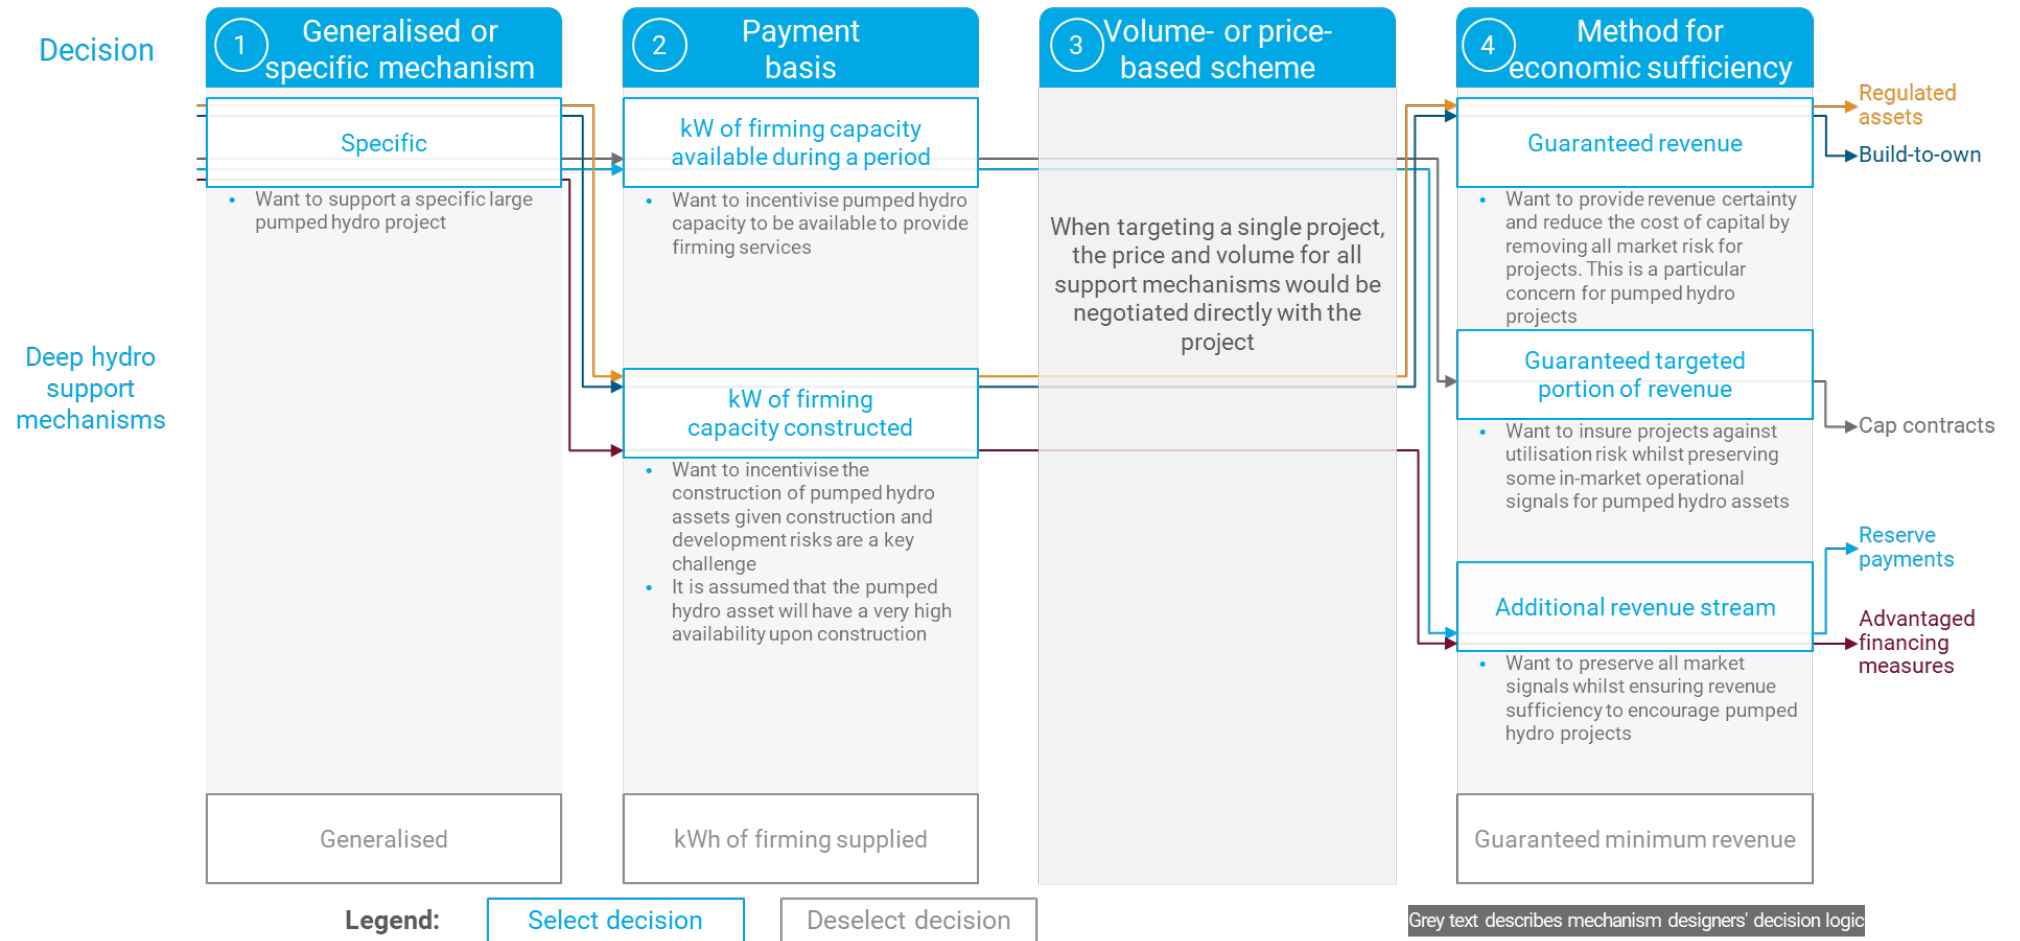 Decision
1
Generalised or
specific mechanism
2
Payment
basis
3
Volume- or price-
based scheme
4
Method for
economic sufficiency
Deep hydro
support
mechanisms
Specific
• Want to support a specific large
pumped hydro project
Generalised
kW of firming capacity
available during a period
• Want to incentivise pumped hydro
capacity to be available to provide
firming services
kW of firming
capacity constructed
• Want to incentivise the
construction of pumped hydro
assets given construction and
development risks are a key
challenge
• It is assumed that the pumped
hydro asset will have a very high
availability upon construction
kWh of firming supplied
When targeting a single project,
the price and volume for all
support mechanisms would be
negotiated directly with the
project
Guaranteed revenue
• Want to provide revenue certainty
and reduce the cost of capital by
removing all market risk for
projects. This is a particular
concern for pumped hydro
projects
Guaranteed targeted
portion of revenue
• Want to insure projects against
utilisation risk whilst preserving
some in-market operational
signals for pumped hydro assets
Additional revenue stream
• Want to preserve all market
signals whilst ensuring revenue
sufficiency to encourage pumped
hydro projects
Guaranteed minimum revenue
Regulated
assets
Build-to-own
Cap contracts
Reserve
payments
Advantaged
financing
measures
Legend:
Select decision
Deselect decision
Grey text describes mechanism designers' decision logic